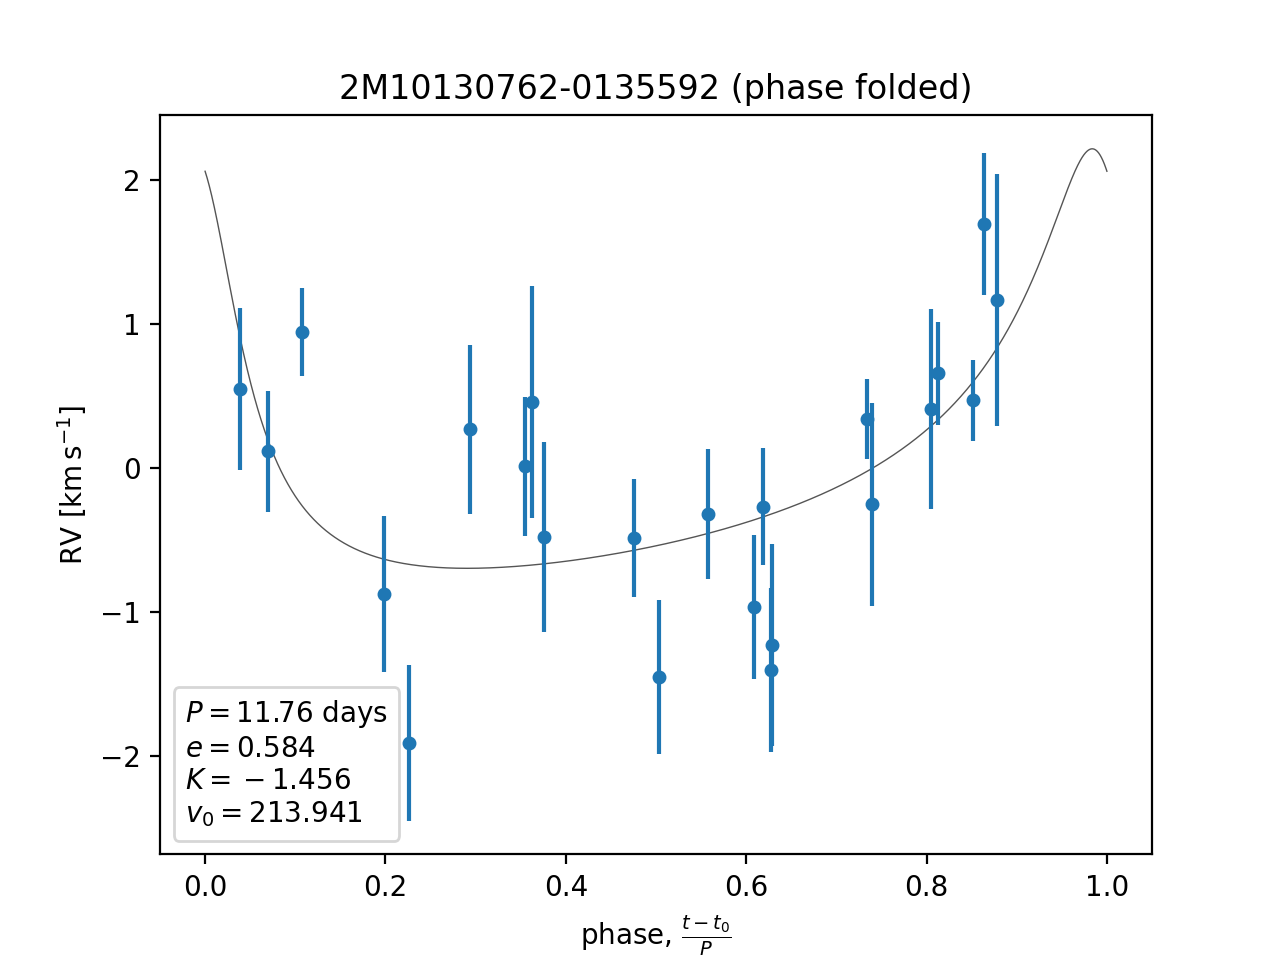 2M10130762-0135592 (phase folded)
RV [km s⁻¹]
2
1
0
−1
−2
P = 11.76 days
e = 0.584
K = −1.456
v₀ = 213.941
0.0 0.2 0.4 0.6 0.8 1.0
phase, (t − t₀)/P